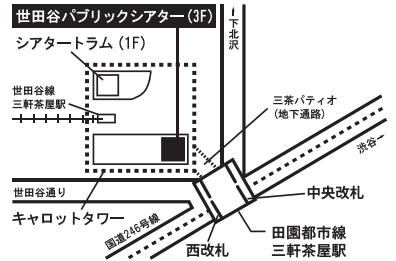 世田谷パブリックシアター(3F)
シアタートラム(1F)
↑下北沢
世田谷線
三軒茶屋駅
三茶パティオ
(地下通路)
渋谷→
世田谷通り
中央改札
キャロットタワー
国道246号線
西改札
田園都市線
三軒茶屋駅